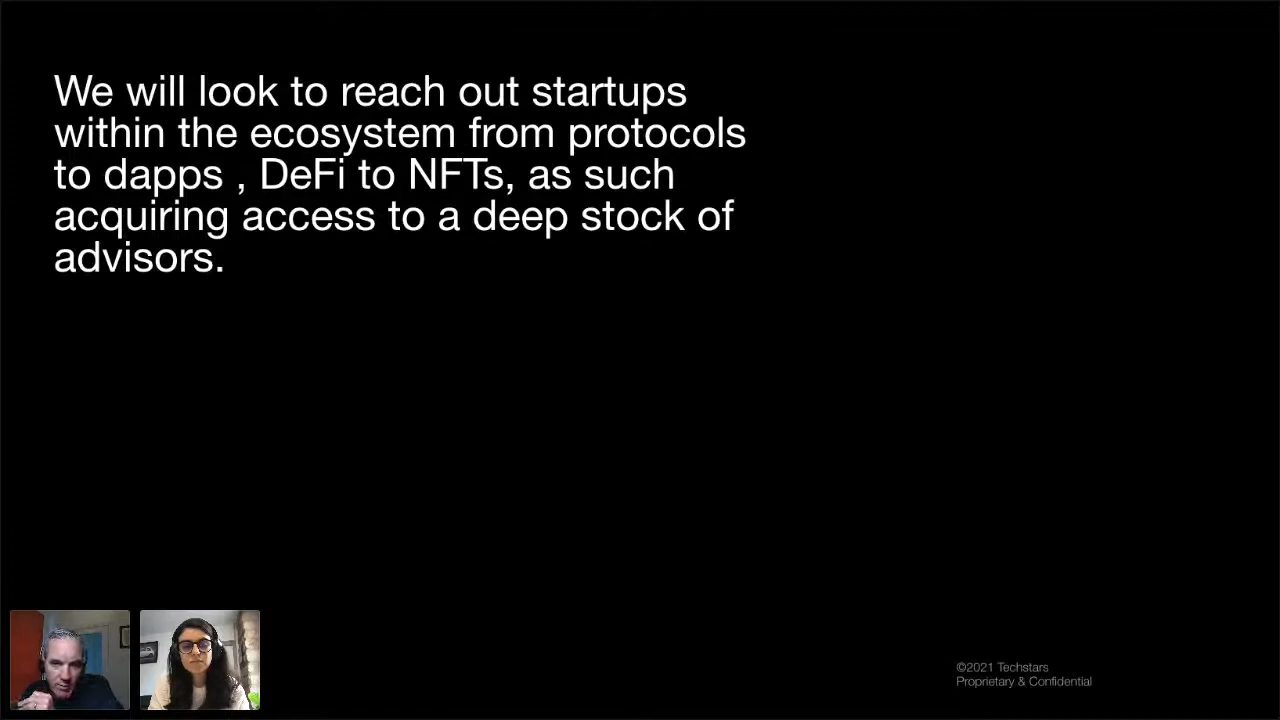 We will look to reach out startups
within the ecosystem from protocols
to dapps , DeFi to NFTs, as such
acquiring access to a deep stock of
advisors.
©2021 Techstars
Proprietary & Confidential